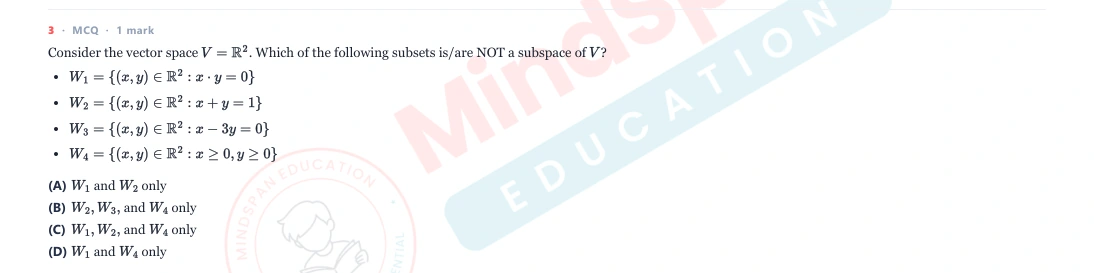 3 · MCQ · 1 mark
Consider the vector space V = ℝ². Which of the following subsets is/are NOT a subspace of V?
• W₁ = {(x, y) ∈ ℝ² : x · y = 0}
• W₂ = {(x, y) ∈ ℝ² : x + y = 1}
• W₃ = {(x, y) ∈ ℝ² : x − 3y = 0}
• W₄ = {(x, y) ∈ ℝ² : x ≥ 0, y ≥ 0}
(A) W₁ and W₂ only
(B) W₂, W₃, and W₄ only
(C) W₁, W₂, and W₄ only
(D) W₁ and W₄ only
MindSp
EDUCATION
MINDSPAN EDUCATION